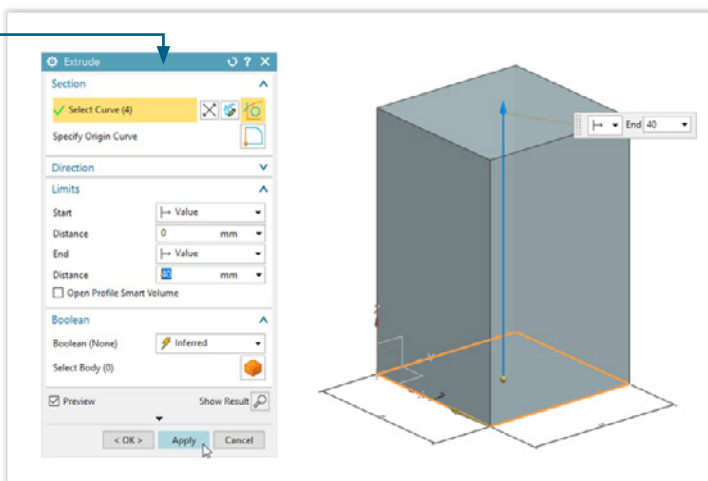 Extrude ?
Section
Select Curve (4)
Specify Origin Curve
Direction
Limits
Start Value
Distance 0 mm
End Value
Distance 40 mm
Open Profile Smart Volume
Boolean
Boolean (None) Inferred
Select Body (0)
Preview Show Result
< OK > Apply Cancel
End 40